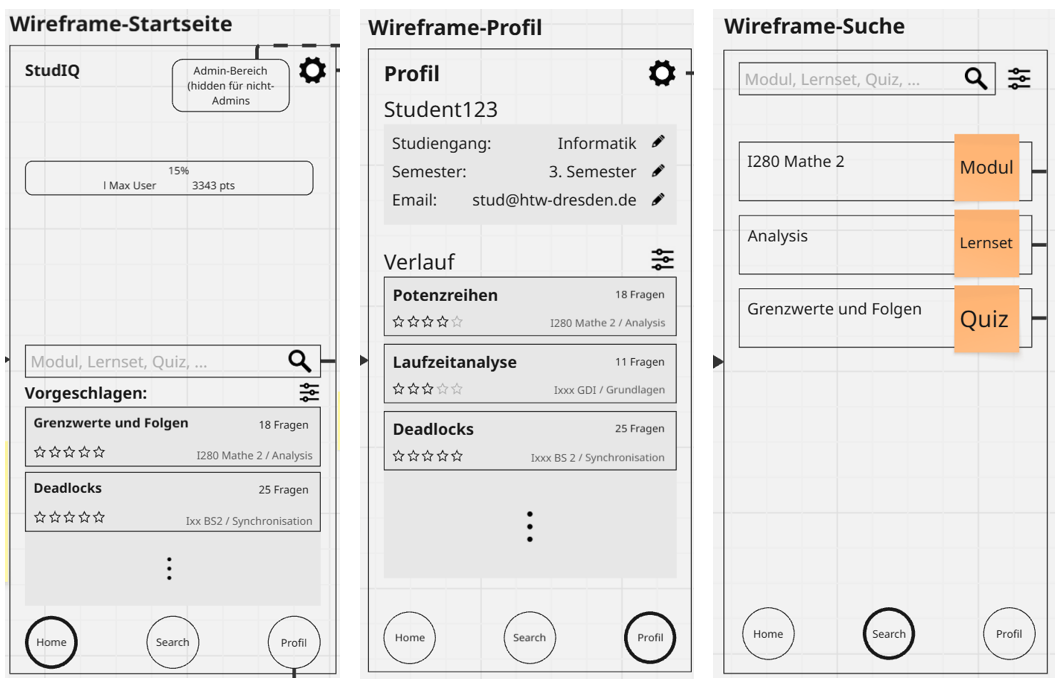 Wireframe-Startseite
StudIQ
Admin-Bereich
(hidden für nicht-
Admins
15%
I Max User 3343 pts
Modul, Lernset, Quiz, ...
Vorgeschlagen:
Grenzwerte und Folgen 18 Fragen
I280 Mathe 2 / Analysis
Deadlocks 25 Fragen
Ixx BS2 / Synchronisation
Home Search Profil
Wireframe-Profil
Profil
Student123
Studiengang: Informatik
Semester: 3. Semester
Email: stud@htw-dresden.de
Verlauf
Potenzreihen 18 Fragen
I280 Mathe 2 / Analysis
Laufzeitanalyse 11 Fragen
Ixxx GDI / Grundlagen
Deadlocks 25 Fragen
Ixxx BS 2 / Synchronisation
Home Search Profil
Wireframe-Suche
Modul, Lernset, Quiz, ...
I280 Mathe 2 Modul
Analysis Lernset
Grenzwerte und Folgen Quiz
Home Search Profil